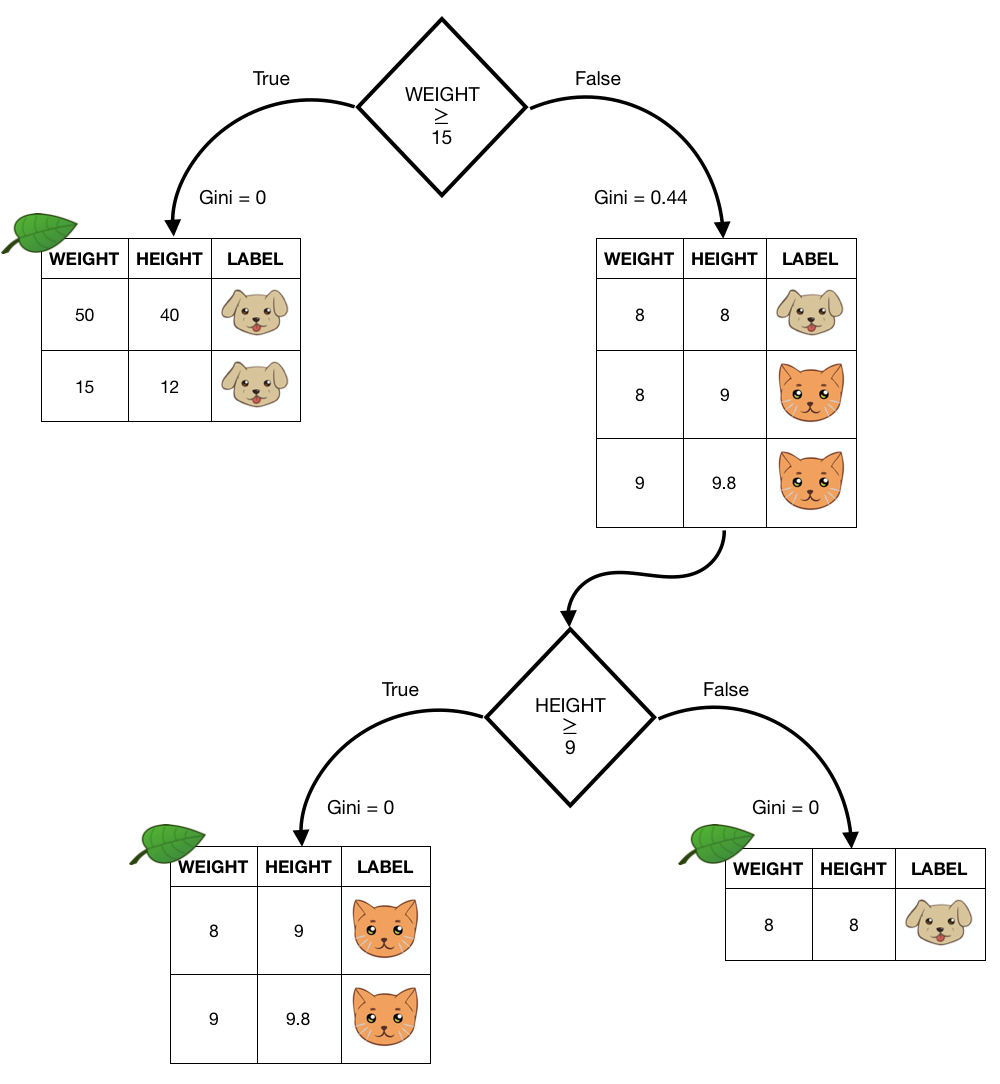 True
False
WEIGHT
≥
15
Gini = 0
Gini = 0.44
WEIGHT HEIGHT LABEL
50 40
15 12
WEIGHT HEIGHT LABEL
8 8
8 9
9 9.8
True
False
HEIGHT
≥
9
Gini = 0
Gini = 0
WEIGHT HEIGHT LABEL
8 9
9 9.8
WEIGHT HEIGHT LABEL
8 8